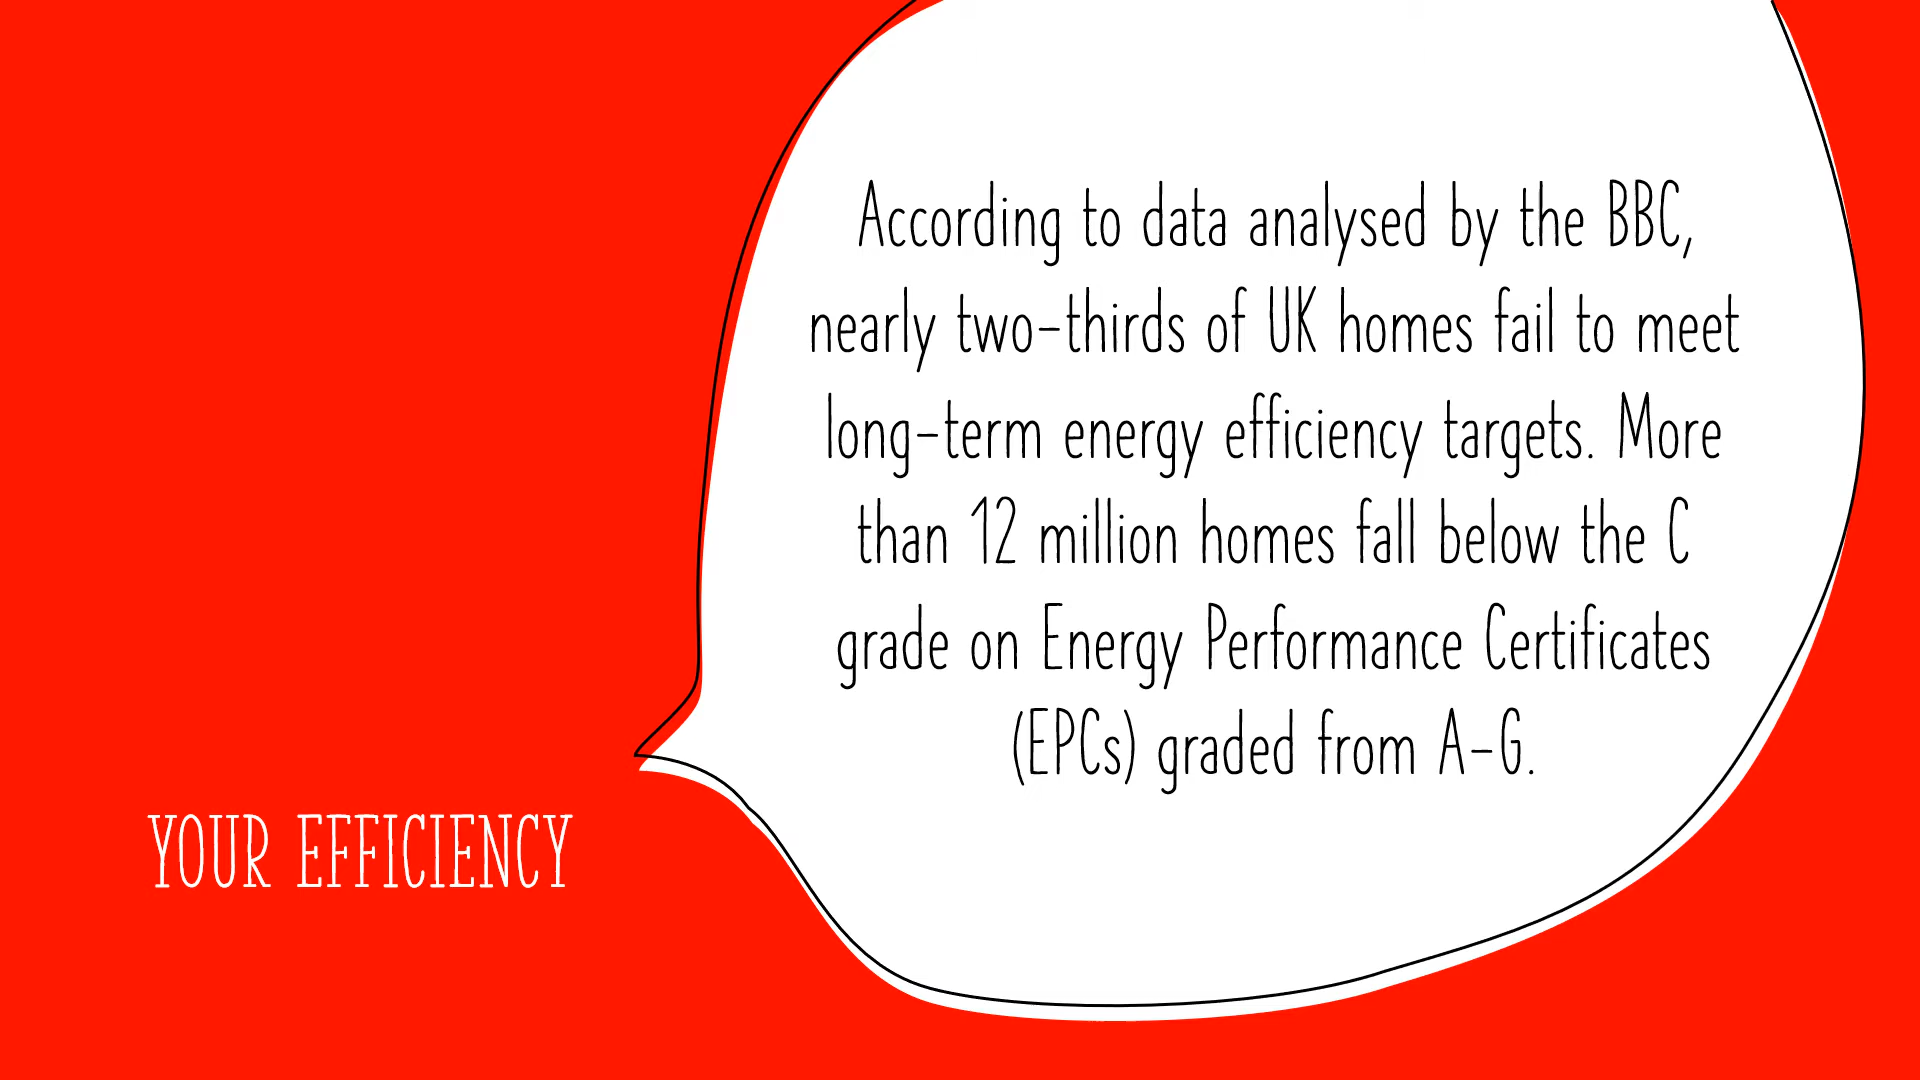 According to data analysed by the BBC,
nearly two-thirds of UK homes fail to meet
long-term energy efficiency targets. More
than 12 million homes fall below the C
grade on Energy Performance Certificates
(EPCs) graded from A-G.
YOUR EFFICIENCY